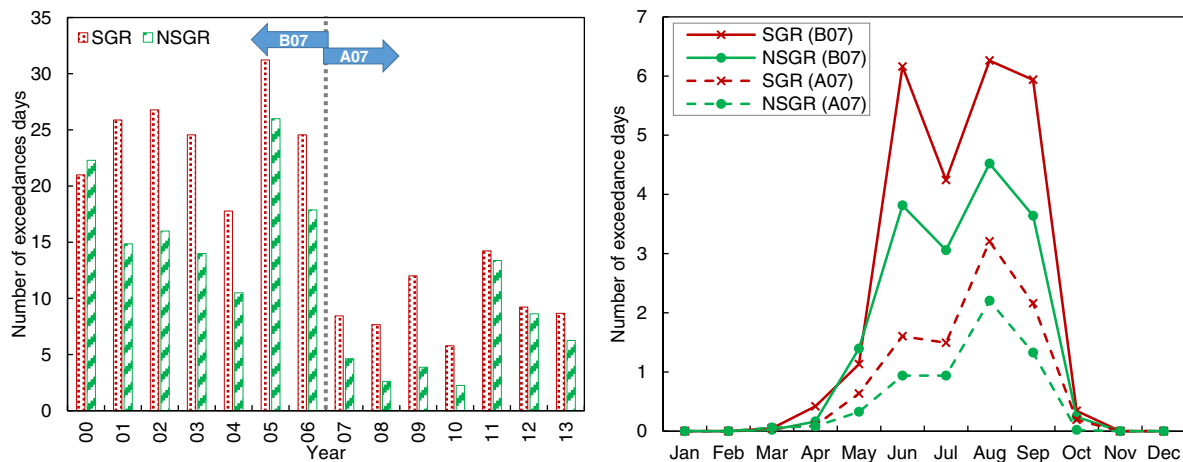 Number of exceedances days
35
30
25
20
15
10
5
0
SGR NSGR
B07
A07
00 01 02 03 04 05 06 07 08 09 10 11 12 13
Year
Number of exceedance days
7
6
5
4
3
2
1
0
SGR (B07)
NSGR (B07)
SGR (A07)
NSGR (A07)
Jan Feb Mar Apr May Jun Jul Aug Sep Oct Nov Dec